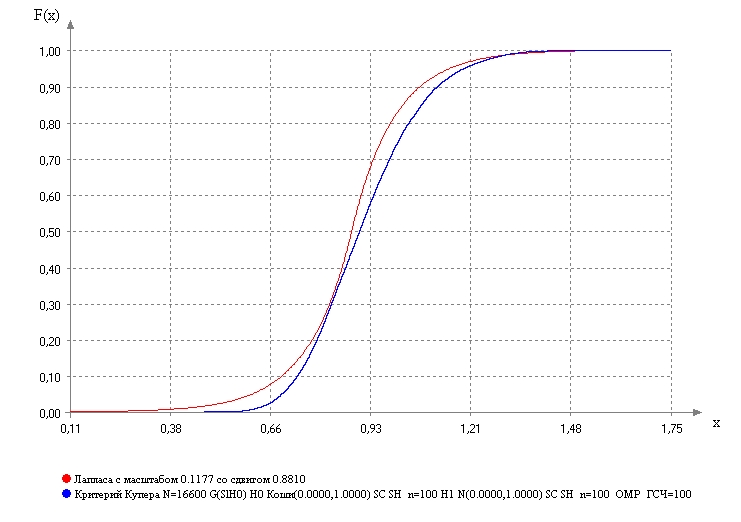 F(x)
1,00
0,90
0,80
0,70
0,60
0,50
0,40
0,30
0,20
0,10
0,00
0,11 0,38 0,66 0,93 1,21 1,48 1,75
x
Лапласа с масштабом 0.1177 со сдвигом 0.8810
Критерий Купера N=16600 G(S|H0) H0 Коши(0.0000,1.0000) SC SH n=100 H1 N(0.0000,1.0000) SC SH n=100 ОМР ГСЧ=100